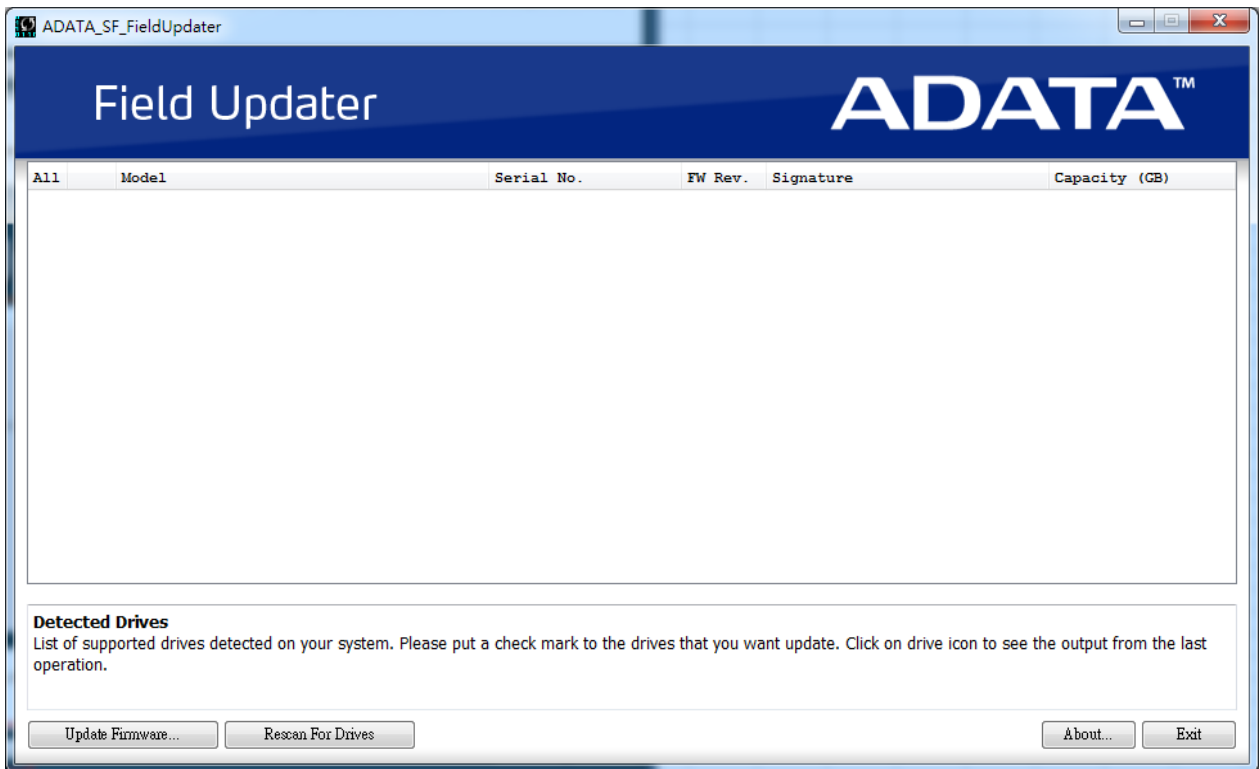 ADATA_SF_FieldUpdater
Field Updater
ADATA™
All Model Serial No. FW Rev. Signature Capacity (GB)
Detected Drives
List of supported drives detected on your system. Please put a check mark to the drives that you want update. Click on drive icon to see the output from the last
operation.
Update Firmware... Rescan For Drives About... Exit